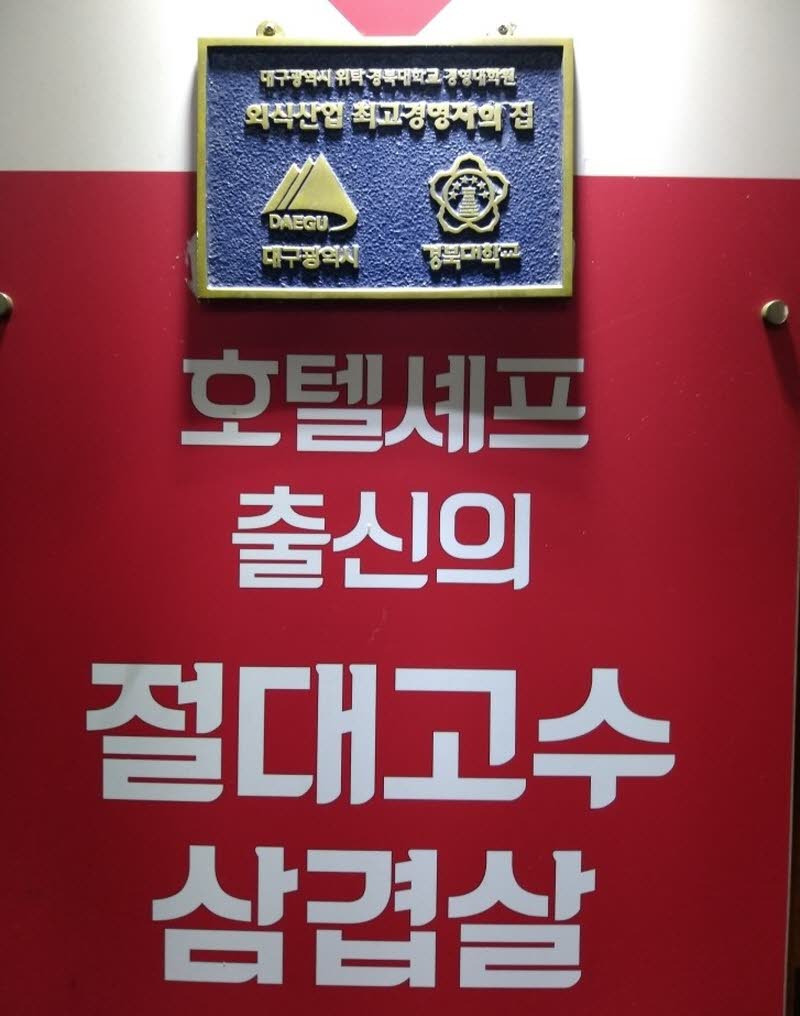 대구광역시 위탁 경북대학교 경영대학원
외식산업 최고경영자의 집
DAEGU
대구광역시
경북대학교
호텔셰프
출신의
절대고수
삼겹살